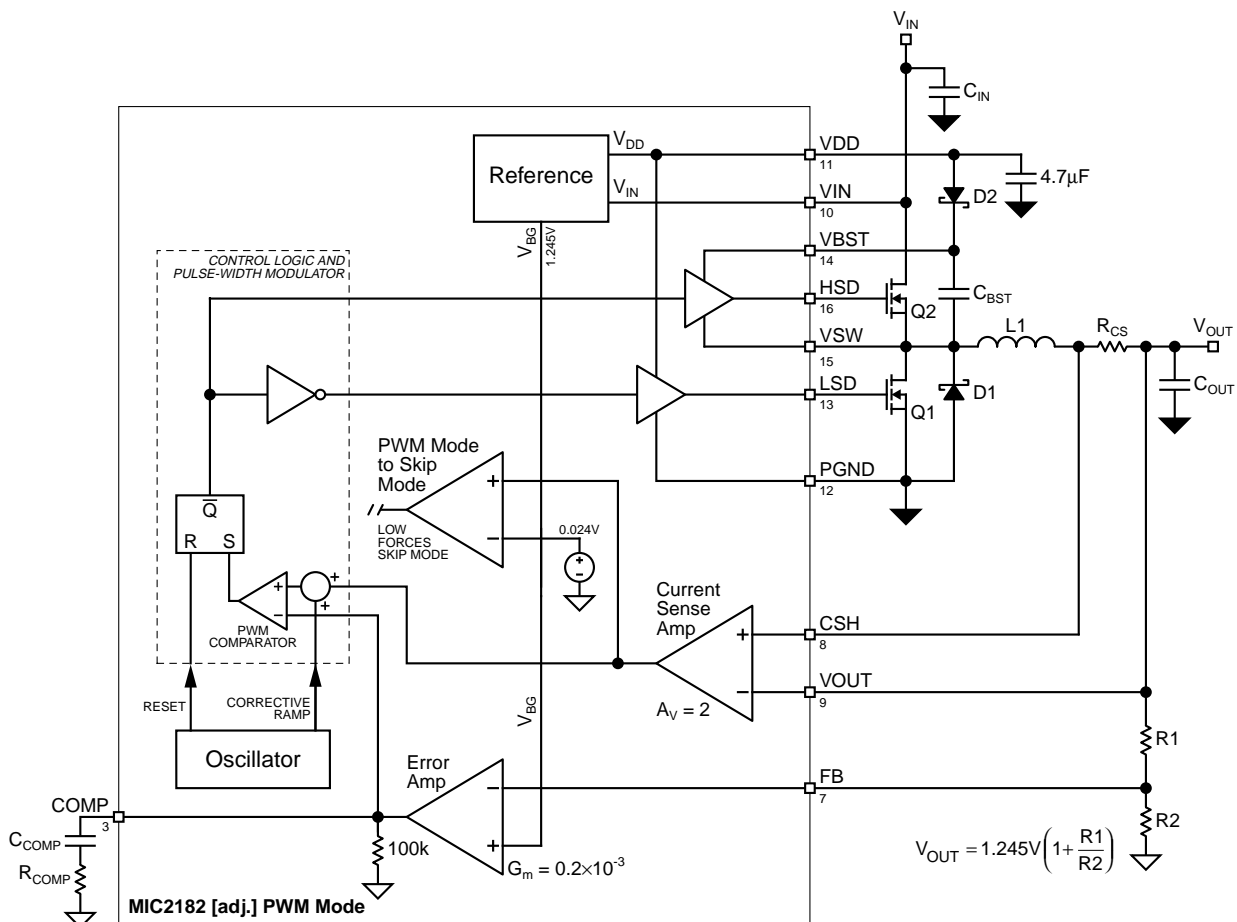 V_IN
C_IN
V_DD
VDD
11
4.7µF
Reference
V_IN
VIN
10
D2
V_BG
1.245V
VBST
14
CONTROL LOGIC AND
PULSE-WIDTH MODULATOR
HSD
16
Q2
C_BST
VSW
15
L1
R_CS
V_OUT
LSD
13
Q1
D1
C_OUT
PWM Mode
to Skip
Mode
+
−
LOW
FORCES
SKIP MODE
PGND
12
0.024V
+
−
Q̅
R S
+
−
+
+
PWM
COMPARATOR
Current
Sense
Amp
+
−
A_V = 2
CSH
8
VOUT
9
RESET
CORRECTIVE
RAMP
V_BG
Oscillator
R1
Error
Amp
−
+
FB
7
COMP
3
R2
C_COMP
100k
V_OUT = 1.245V(1 + R1/R2)
R_COMP
G_m = 0.2×10^-3
MIC2182 [adj.] PWM Mode